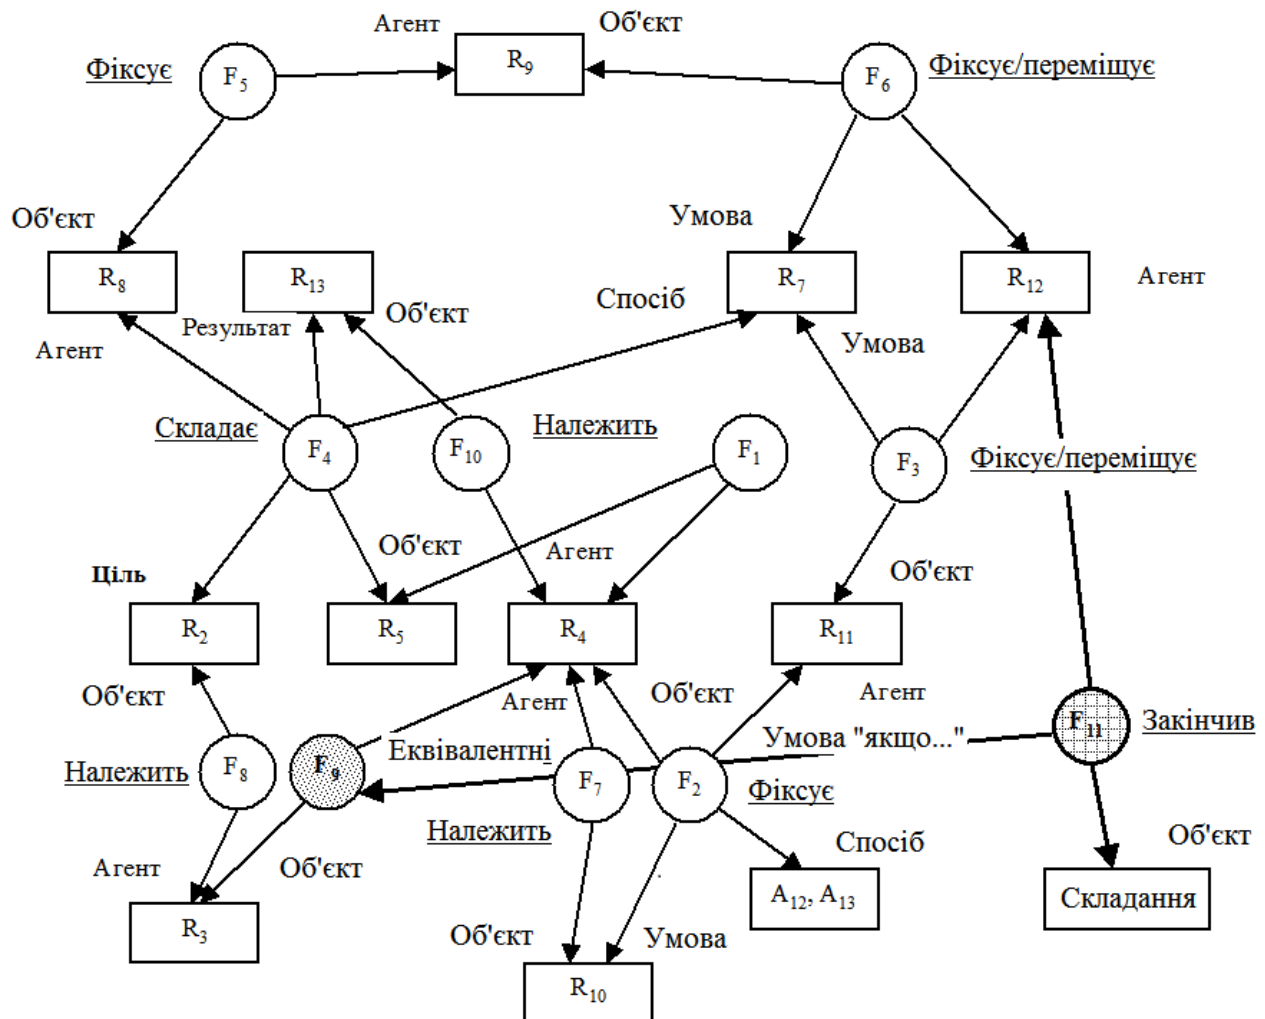 Агент
Об'єкт
Фіксує
F5
R9
F6
Фіксує/переміщує
Об'єкт
Умова
R8
R13
R7
R12
Агент
Агент
Результат
Об'єкт
Спосіб
Умова
Складає
F4
F10
Належить
F1
F3
Фіксує/переміщує
Ціль
Об'єкт
Агент
Об'єкт
R2
R5
R4
R11
Об'єкт
Агент
Об'єкт
Агент
Належить
F8
F9
Еквівалентні
F7
F2
Умова "якщо..."
F11
Закінчив
Належить
Фіксує
Агент
Об'єкт
Спосіб
Об'єкт
R3
A12, A13
Складання
Об'єкт
Умова
R10